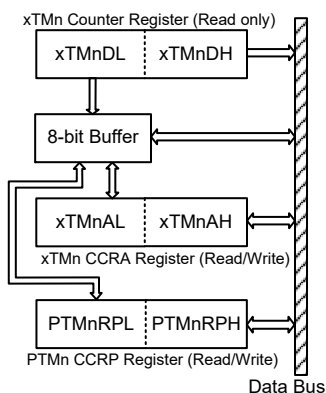 xTMn Counter Register (Read only)
xTMnDL xTMnDH
8-bit Buffer
xTMnAL xTMnAH
xTMn CCRA Register (Read/Write)
PTMnRPL PTMnRPH
PTMn CCRP Register (Read/Write)
Data Bus